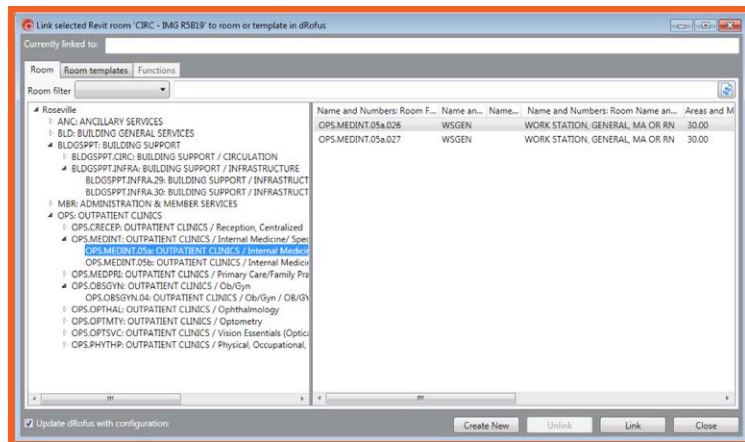 Link selected Revit room 'CIRC - IMG R5B19' to room or template in dRofus
Currently linked to:
Room Room templates Functions
Room filter
Roseville
ANC: ANCILLARY SERVICES
BLD: BUILDING GENERAL SERVICES
BLDGSPPT: BUILDING SUPPORT
BLDGSPPT.CIRC: BUILDING SUPPORT / CIRCULATION
BLDGSPPT.INFRA: BUILDING SUPPORT / INFRASTRUCTURE
BLDGSPPT.INFRA.29: BUILDING SUPPORT / INFRASTRUCT
BLDGSPPT.INFRA.30: BUILDING SUPPORT / INFRASTRUCT
MBR: ADMINISTRATION & MEMBER SERVICES
OPS: OUTPATIENT CLINICS
OPS.CRECEP: OUTPATIENT CLINICS / Reception, Centralized
OPS.MEDINT: OUTPATIENT CLINICS / Internal Medicine/ Spec
OPS.MEDINT.05a: OUTPATIENT CLINICS / Internal Medicin
OPS.MEDINT.05b: OUTPATIENT CLINICS / Internal Medicin
OPS.MEDPRI: OUTPATIENT CLINICS / Primary Care/Family Pra
OPS.OBSGYN: OUTPATIENT CLINICS / Ob/Gyn
OPS.OBSGYN.04: OUTPATIENT CLINICS / Ob/Gyn / OB/GY
OPS.OPTHAL: OUTPATIENT CLINICS / Ophthalmology
OPS.OPTMTY: OUTPATIENT CLINICS / Optometry
OPS.OPTSVC: OUTPATIENT CLINICS / Vision Essentials (Optica
OPS.PHYTHP: OUTPATIENT CLINICS / Physical, Occupational,
Name and Numbers: Room F... Name an... Name... Name and Numbers: Room Name an... Areas and M
OPS.MEDINT.05a.026 WSGEN WORK STATION, GENERAL, MA OR RN 30.00
OPS.MEDINT.05a.027 WSGEN WORK STATION, GENERAL, MA OR RN 30.00
Update dRofus with configuration:
Create New Unlink Link Close